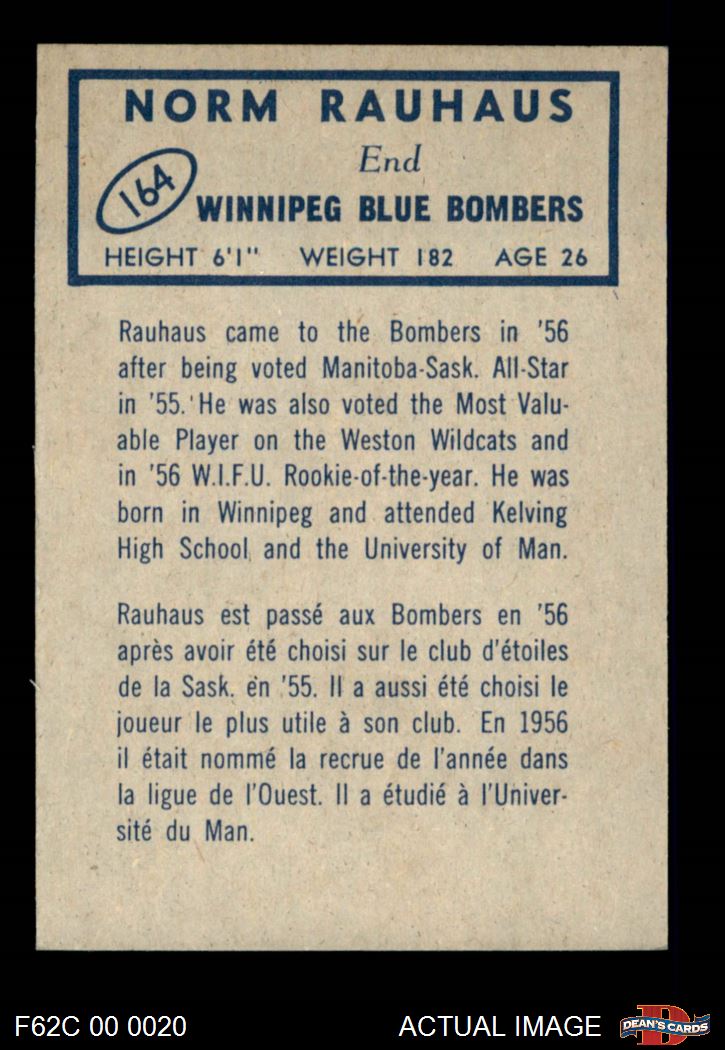 NORM RAUHAUS
End
164
WINNIPEG BLUE BOMBERS
HEIGHT 6'1" WEIGHT 182 AGE 26
Rauhaus came to the Bombers in '56
after being voted Manitoba-Sask. All-Star
in '55. He was also voted the Most Valu-
able Player on the Weston Wildcats and
in '56 W.I.F.U. Rookie-of-the-year. He was
born in Winnipeg and attended Kelving
High School and the University of Man.
Rauhaus est passé aux Bombers en '56
après avoir été choisi sur le club d'étoiles
de la Sask. en '55. Il a aussi été choisi le
joueur le plus utile à son club. En 1956
il était nommé la recrue de l'année dans
la ligue de l'Ouest. Il a étudié à l'Univer-
sité du Man.
F62C 00 0020 ACTUAL IMAGE D DEAN'S CARDS